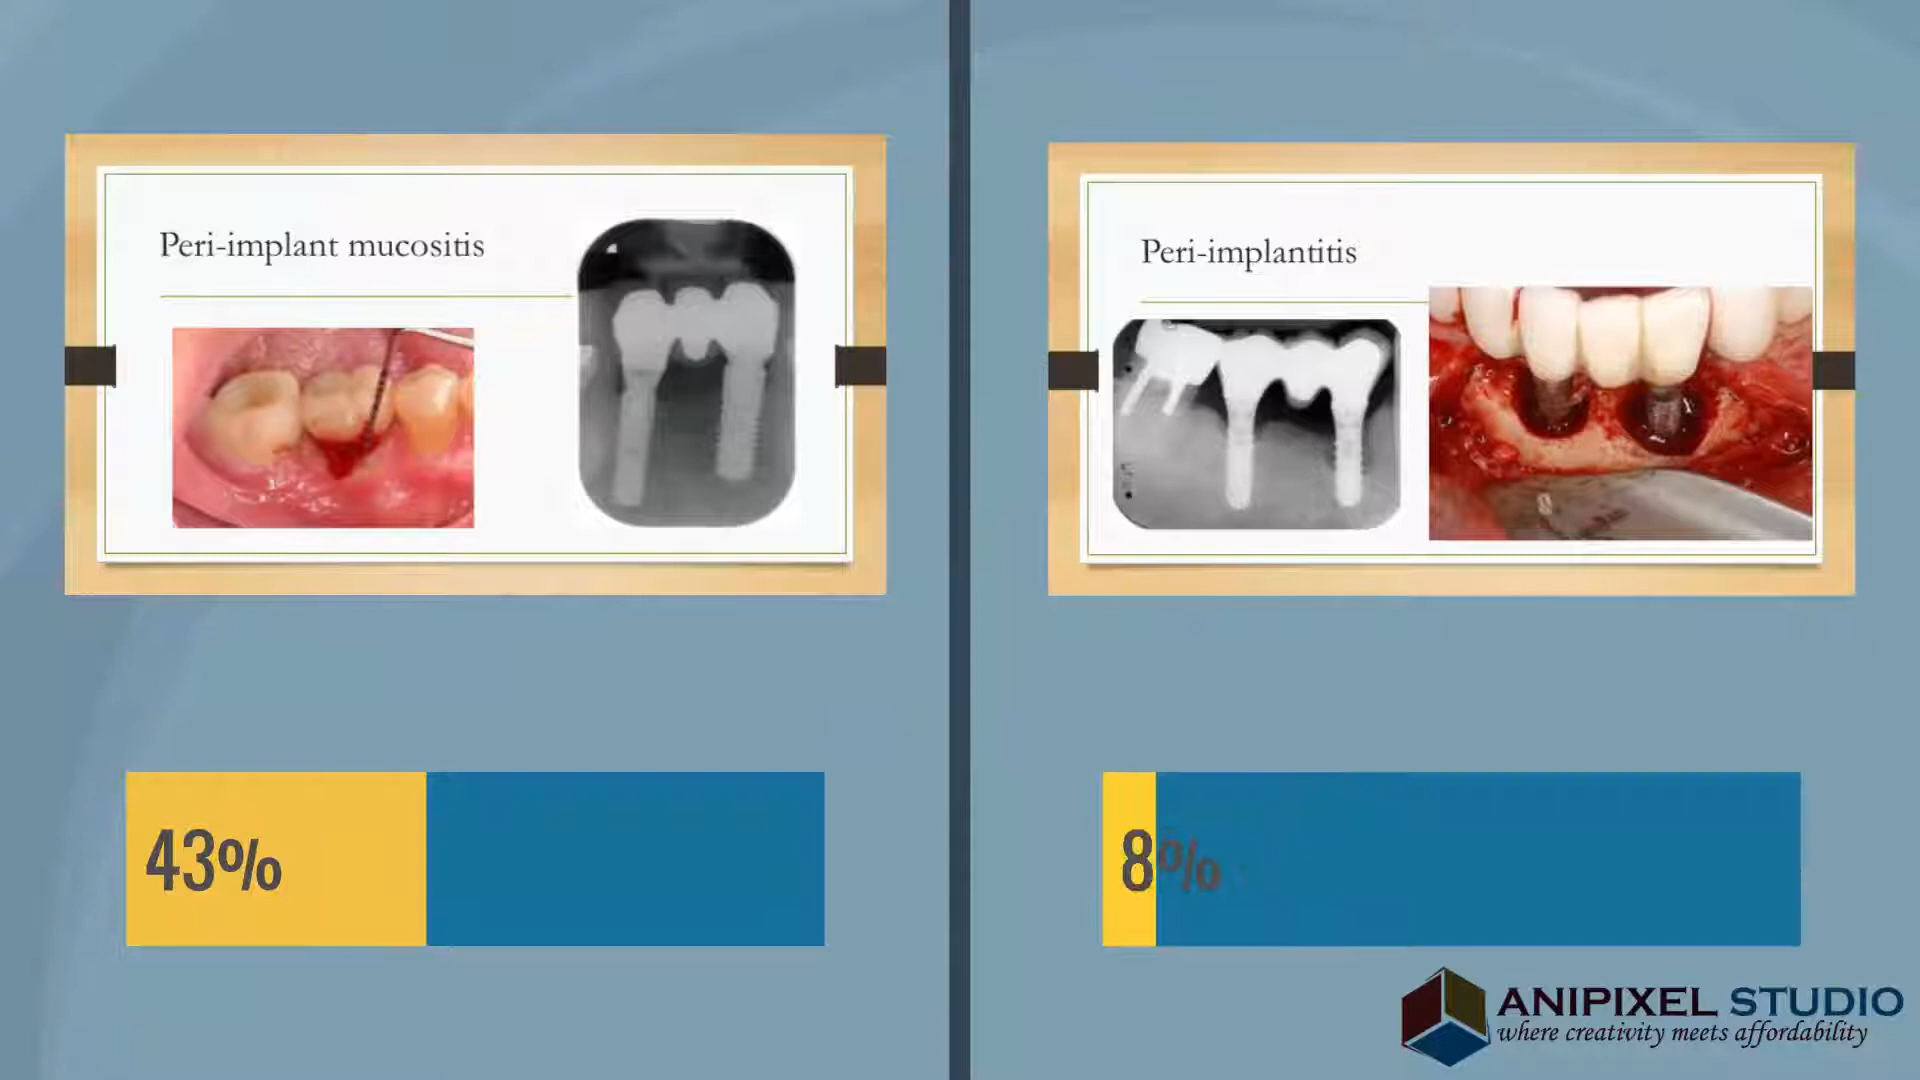 Peri-implant mucositis
Peri-implantitis
43%
8%
ANIPIXEL STUDIO
where creativity meets affordability